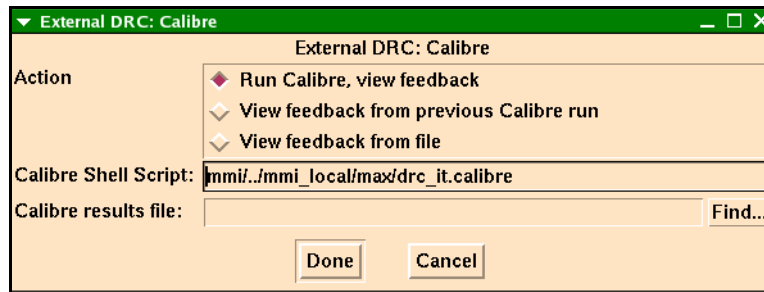 External DRC: Calibre
External DRC: Calibre
Action
Run Calibre, view feedback
View feedback from previous Calibre run
View feedback from file
Calibre Shell Script: mmi/../mmi_local/max/drc_it.calibre
Calibre results file: Find...
Done Cancel